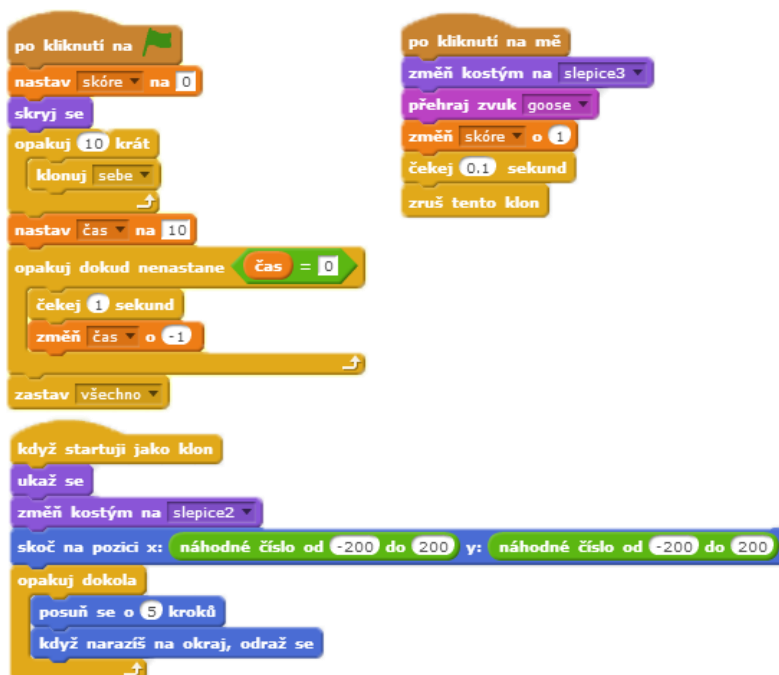 po kliknutí na
nastav skóre na 0
skryj se
opakuj 10 krát
klonuj sebe
nastav čas na 10
opakuj dokud nenastane čas = 0
čekej 1 sekund
změň čas o -1
zastav všechno
po kliknutí na mě
změň kostým na slepice3
přehraj zvuk goose
změň skóre o 1
čekej 0.1 sekund
zruš tento klon
když startuji jako klon
ukaž se
změň kostým na slepice2
skoč na pozici x: náhodné číslo od -200 do 200 y: náhodné číslo od -200 do 200
opakuj dokola
posuň se o 5 kroků
když narazíš na okraj, odraž se